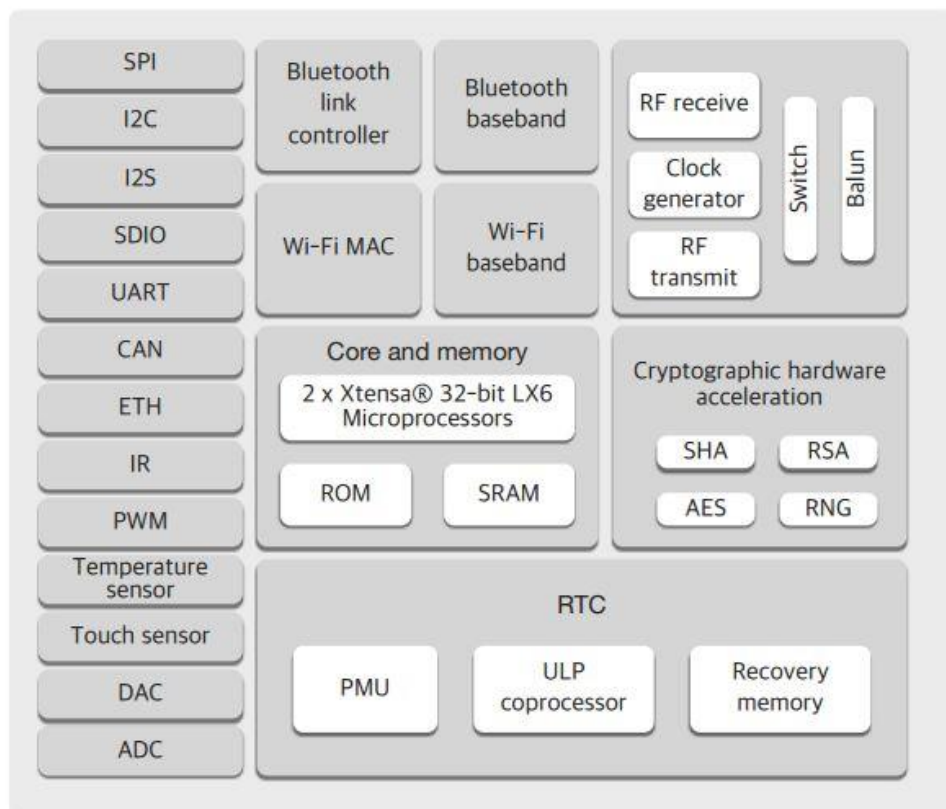 SPI
I2C
I2S
SDIO
UART
CAN
ETH
IR
PWM
Temperature
sensor
Touch sensor
DAC
ADC
Bluetooth
link
controller
Bluetooth
baseband
Wi-Fi MAC
Wi-Fi
baseband
RF receive
Clock
generator
RF
transmit
Switch
Balun
Core and memory
2 x Xtensa® 32-bit LX6
Microprocessors
ROM
SRAM
Cryptographic hardware
acceleration
SHA
RSA
AES
RNG
RTC
PMU
ULP
coprocessor
Recovery
memory